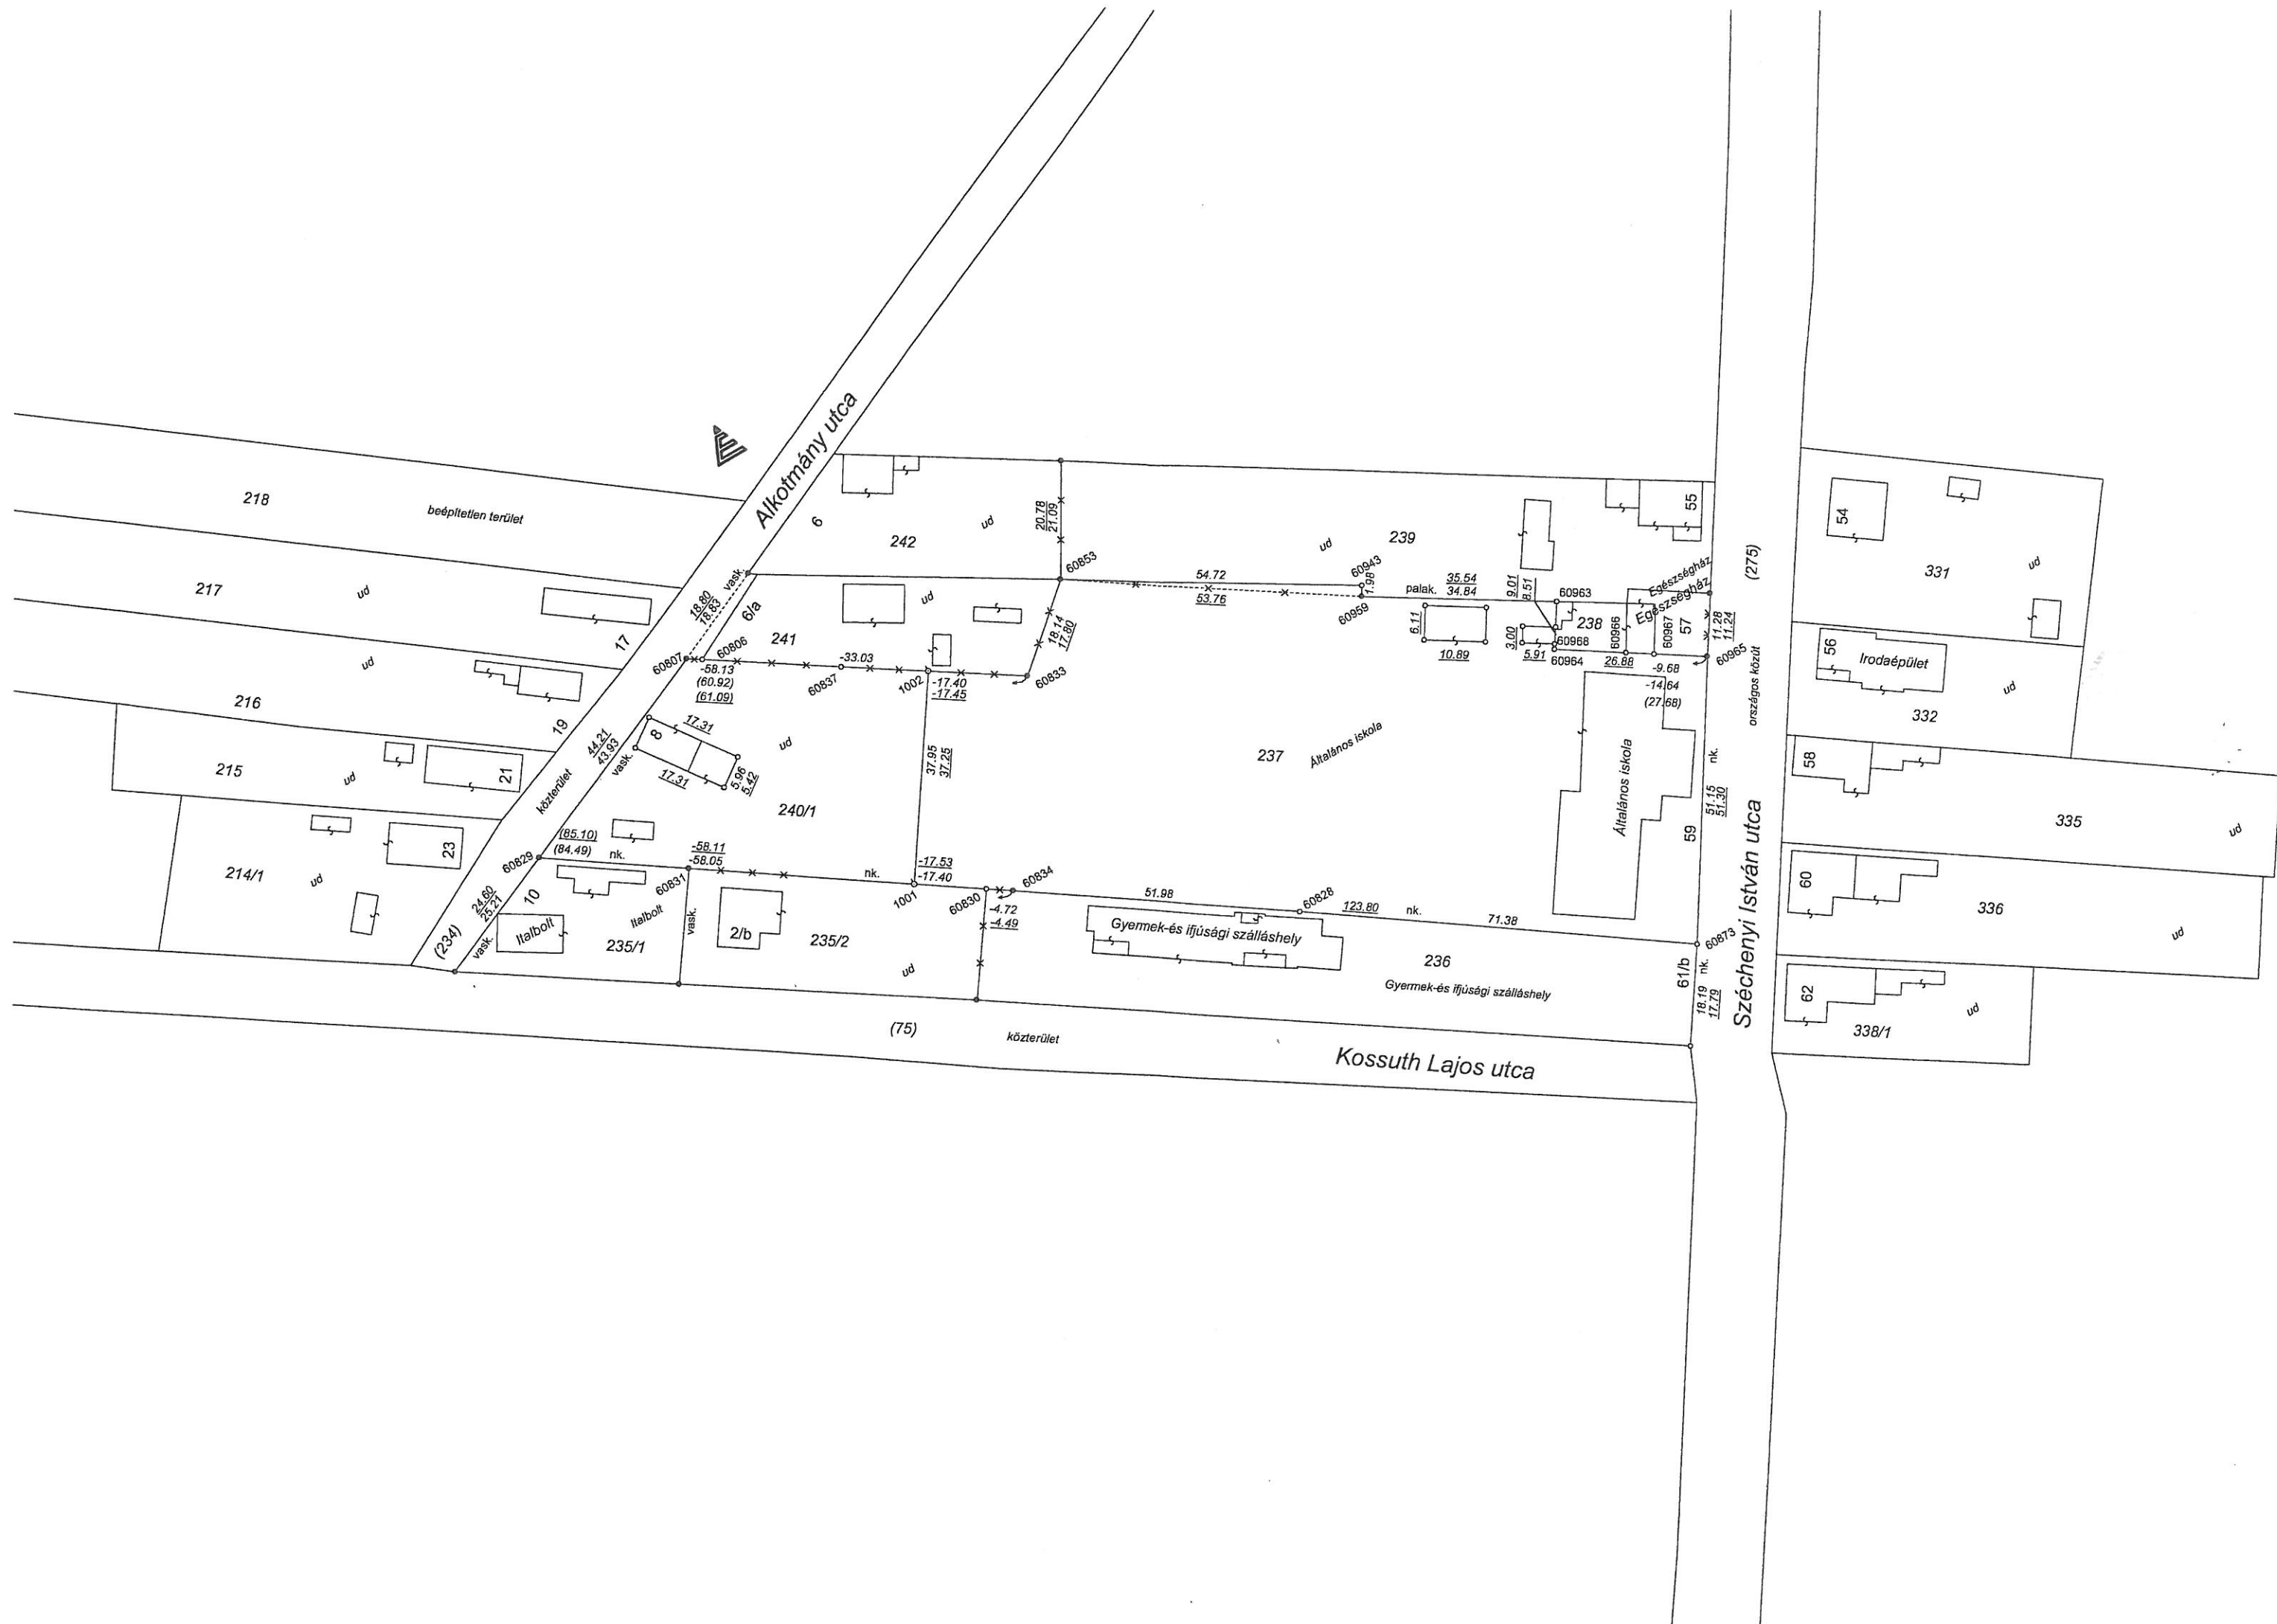 Alkotmány utca
218
beépítetlen terület
217
ud
17
ud
216
19
215
ud
21
közterület
214/1
ud
23
(234)
6
242
ud
20.78
21.09
60853
54.72
53.76
239
ud
60943
1.98
60959
palak.
35.54
34.84
9.01
8.51
60963
55
Egészségház
Egészségház
(275)
18.80
18.83
vask.
6/a
241
ud
60807
60806
-58.13
(60.92)
(61.09)
60837
-33.03
1002
-17.40
-17.45
18.14
17.80
60833
6.11
10.89
3.00
5.91
60968
60964
238
60966
60967
57
26.88
-9.68
-14.64
(27.68)
11.28
11.24
60965
országos közút
54
331
ud
56
Irodaépület
332
ud
44.21
43.93
vask.
8
17.31
17.31
5.96
5.42
ud
240/1
37.95
37.25
237
Általános iskola
Általános iskola
59
nk.
51.15
51.30
58
335
ud
60829
(85.10)
(84.49)
nk.
-58.11
-58.05
60831
nk.
-17.53
-17.40
1001
60830
60834
-4.72
-4.49
51.98
60828
123.80
nk.
71.38
60873
24.60
25.21
vask.
10
Italbolt
Italbolt
235/1
vask.
2/b
235/2
ud
Gyermek-és ifjúsági szálláshely
236
Gyermek-és ifjúsági szálláshely
61/b
nk.
18.19
17.79
Széchenyi István utca
60
336
ud
62
338/1
ud
(75)
közterület
Kossuth Lajos utca